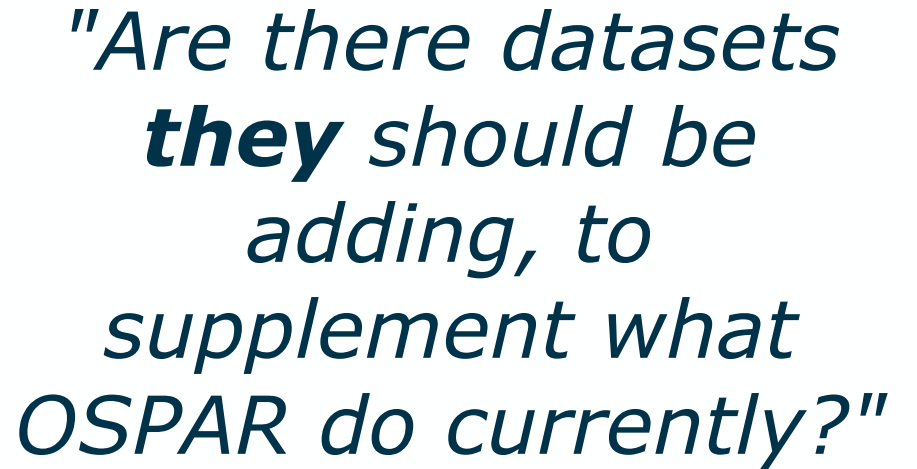 "Are there datasets
they should be
adding, to
supplement what
OSPAR do currently?"